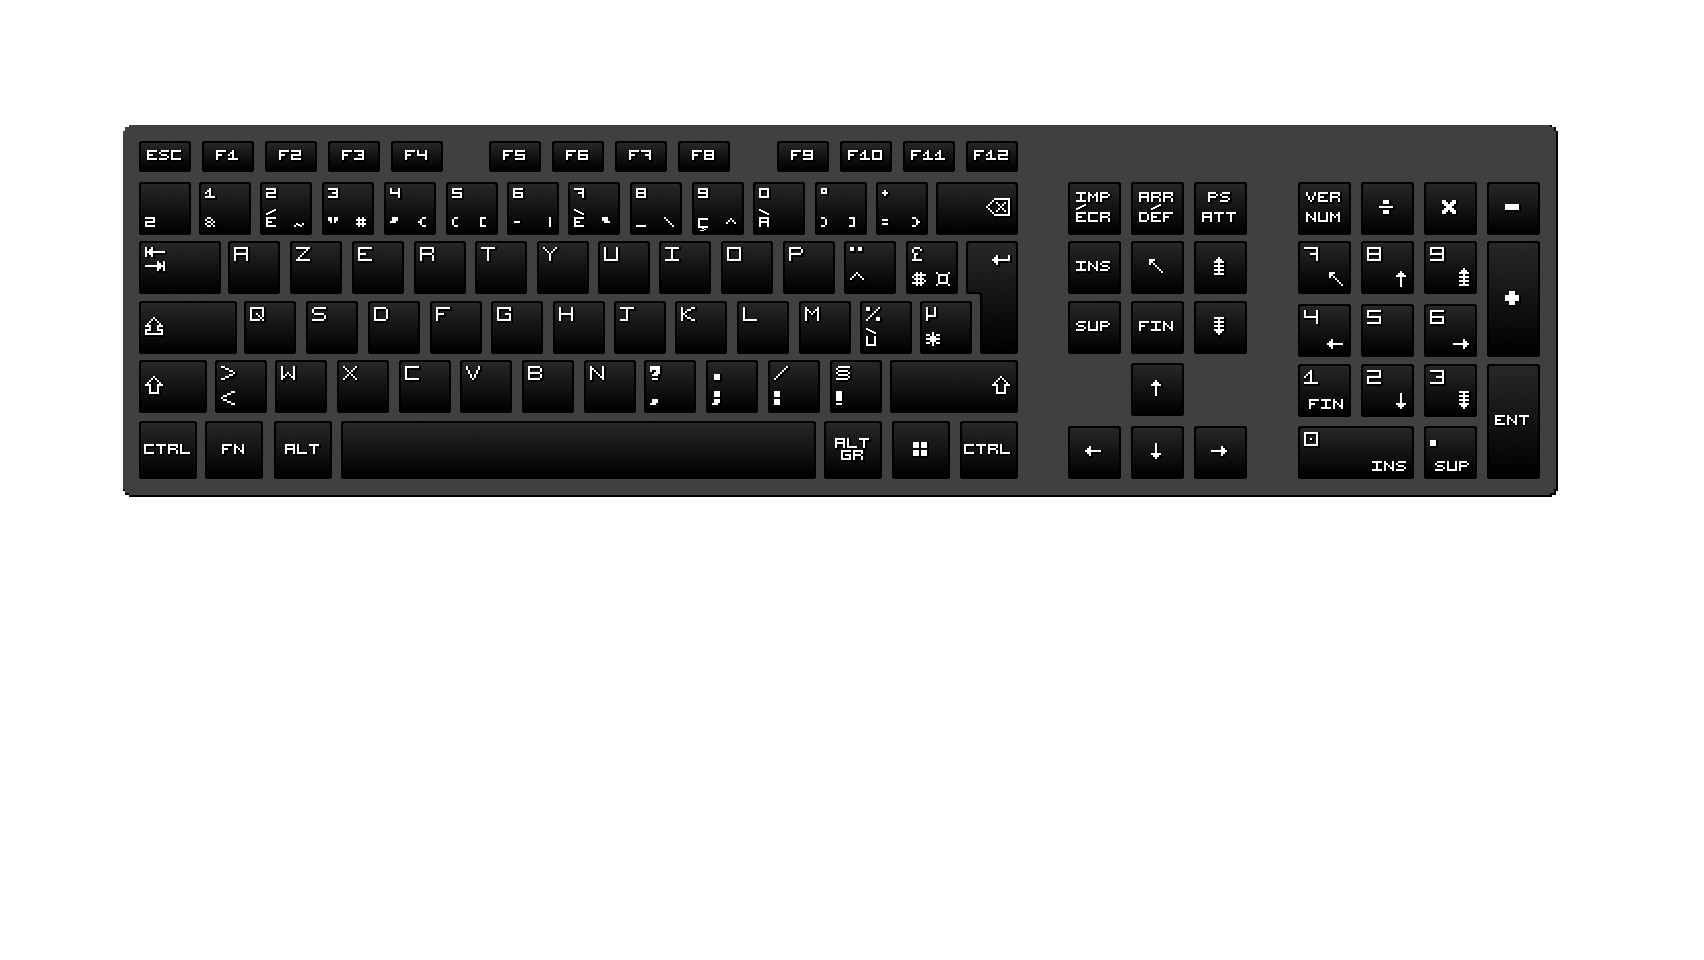 ESC F1 F2 F3 F4 F5 F6 F7 F8 F9 F10 F11 F12
2 1 & 2 É ~ 3 " # 4 ' { 5 ( [ 6 - | 7 È ` 8 _ \ 9 Ç ^ 0 À ° ) ] + = } IMP ÉCR ARR DÉF PS ATT VER NUM ÷ × -
A Z E R T Y U I O P ¨ ^ £ # ¤ INS 7 8 9 +
Q S D F G H J K L M % ù µ * SUP FIN 4 5 6
> < W X C V B N ? , . ; / : § ! 1 FIN 2 3 ENT
CTRL FN ALT ALT GR CTRL 0 INS . SUP